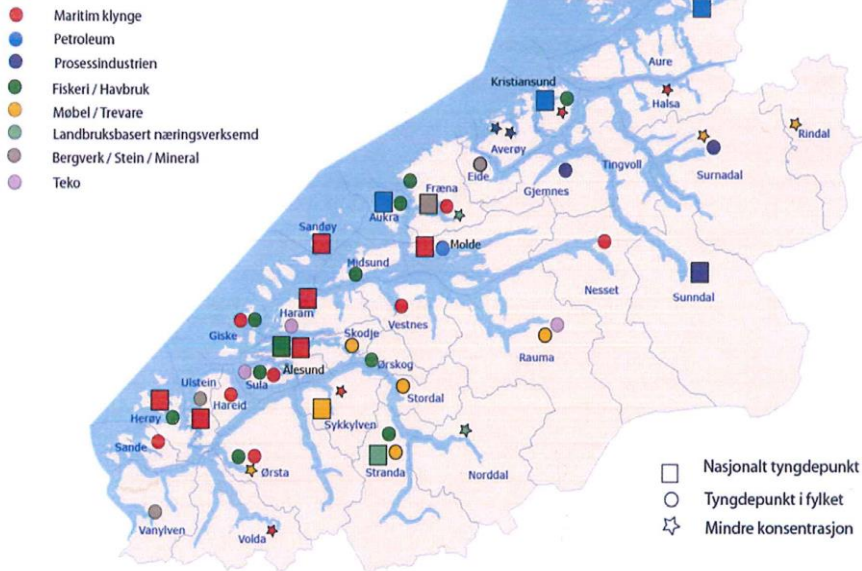 Maritim klynge
Petroleum
Prosessindustrien
Fiskeri / Havbruk
Møbel / Trevare
Landbruksbasert næringsverksemd
Bergverk / Stein / Mineral
Teko
Aure
Kristiansund
Halsa
Rindal
Averøy
Tingvoll
Surnadal
Eide
Gjemnes
Fræna
Aukra
Sandøy
Molde
Midsund
Nesset
Sunndal
Haram
Vestnes
Giske
Skodje
Rauma
Ørskog
Ålesund
Ulstein
Sula
Hareid
Stordal
Herøy
Sykkylven
Sande
Ørsta
Stranda
Norddal
Vanylven
Volda
Nasjonalt tyngdepunkt
Tyngdepunkt i fylket
Mindre konsentrasjon